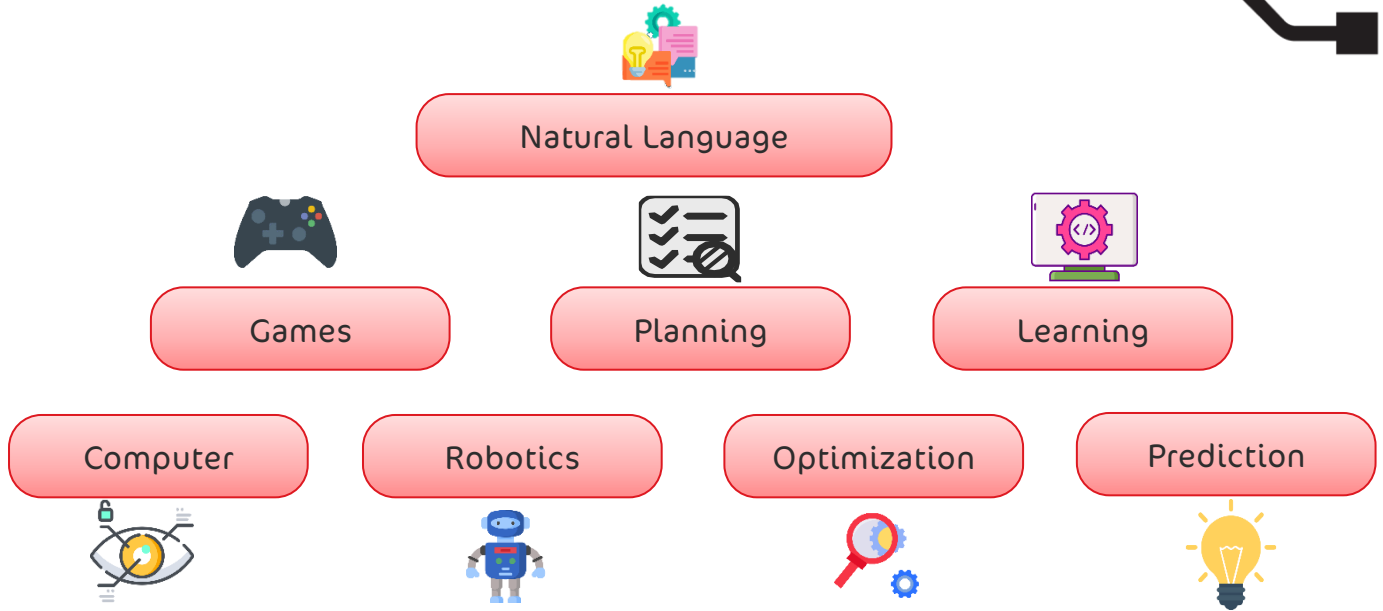 Natural Language
Games
Planning
Learning
Computer
Robotics
Optimization
Prediction